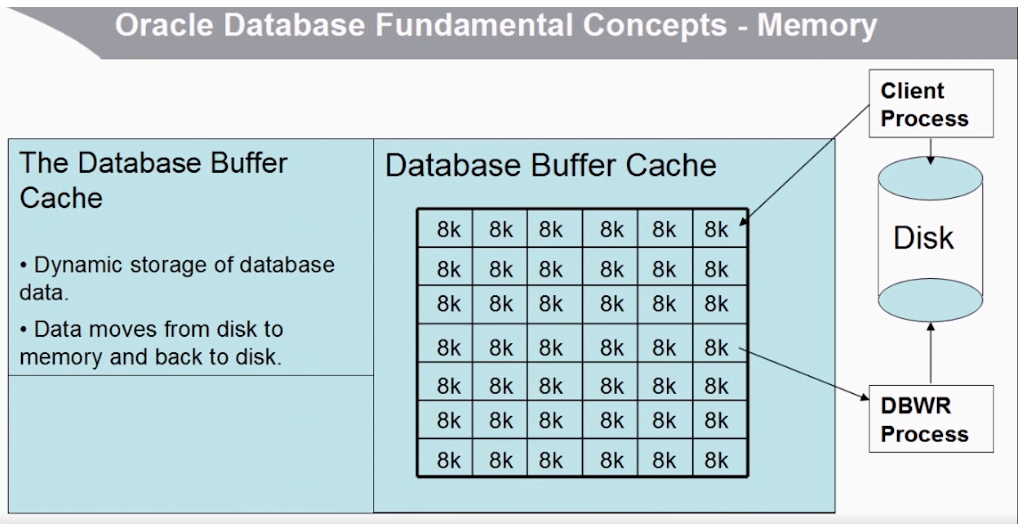 Oracle Database Fundamental Concepts - Memory
Client
Process
The Database Buffer
Cache
• Dynamic storage of database
data.
• Data moves from disk to
memory and back to disk.
Database Buffer Cache
8k 8k 8k 8k 8k 8k
8k 8k 8k 8k 8k 8k
8k 8k 8k 8k 8k 8k
8k 8k 8k 8k 8k 8k
8k 8k 8k 8k 8k 8k
8k 8k 8k 8k 8k 8k
8k 8k 8k 8k 8k 8k
Disk
DBWR
Process